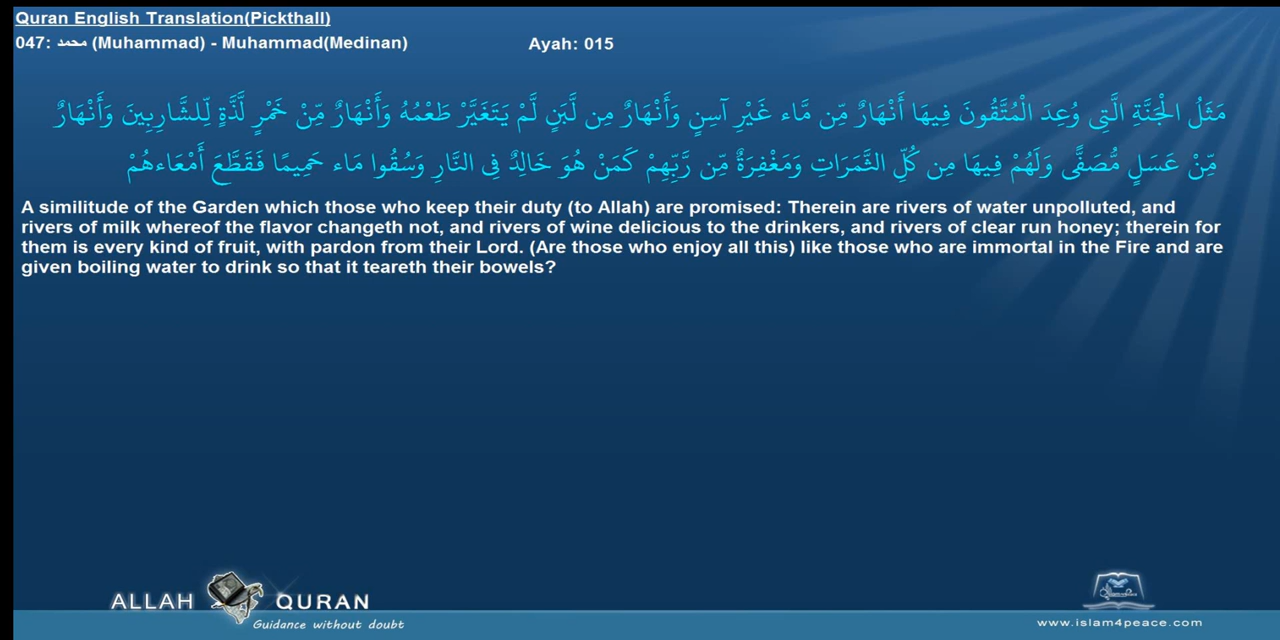 Quran English Translation(Pickthall)
047: محمد (Muhammad) - Muhammad(Medinan) Ayah: 015
مَثَلُ الْجَنَّةِ الَّتِي وُعِدَ الْمُتَّقُونَ فِيهَا أَنْهَارٌ مِّن مَّاء غَيْرِ آسِنٍ وَأَنْهَارٌ مِن لَّبَنٍ لَّمْ يَتَغَيَّرْ طَعْمُهُ وَأَنْهَارٌ مِّنْ خَمْرٍ لَّذَّةٍ لِّلشَّارِبِينَ وَأَنْهَارٌ
مِّنْ عَسَلٍ مُّصَفًّى وَلَهُمْ فِيهَا مِن كُلِّ الثَّمَرَاتِ وَمَغْفِرَةٌ مِّن رَّبِّهِمْ كَمَنْ هُوَ خَالِدٌ فِي النَّارِ وَسُقُوا مَاء حَمِيمًا فَقَطَّعَ أَمْعَاءهُمْ
A similitude of the Garden which those who keep their duty (to Allah) are promised: Therein are rivers of water unpolluted, and
rivers of milk whereof the flavor changeth not, and rivers of wine delicious to the drinkers, and rivers of clear run honey; therein for
them is every kind of fruit, with pardon from their Lord. (Are those who enjoy all this) like those who are immortal in the Fire and are
given boiling water to drink so that it teareth their bowels?
ALLAH QURAN
Guidance without doubt
www.islam4peace.com